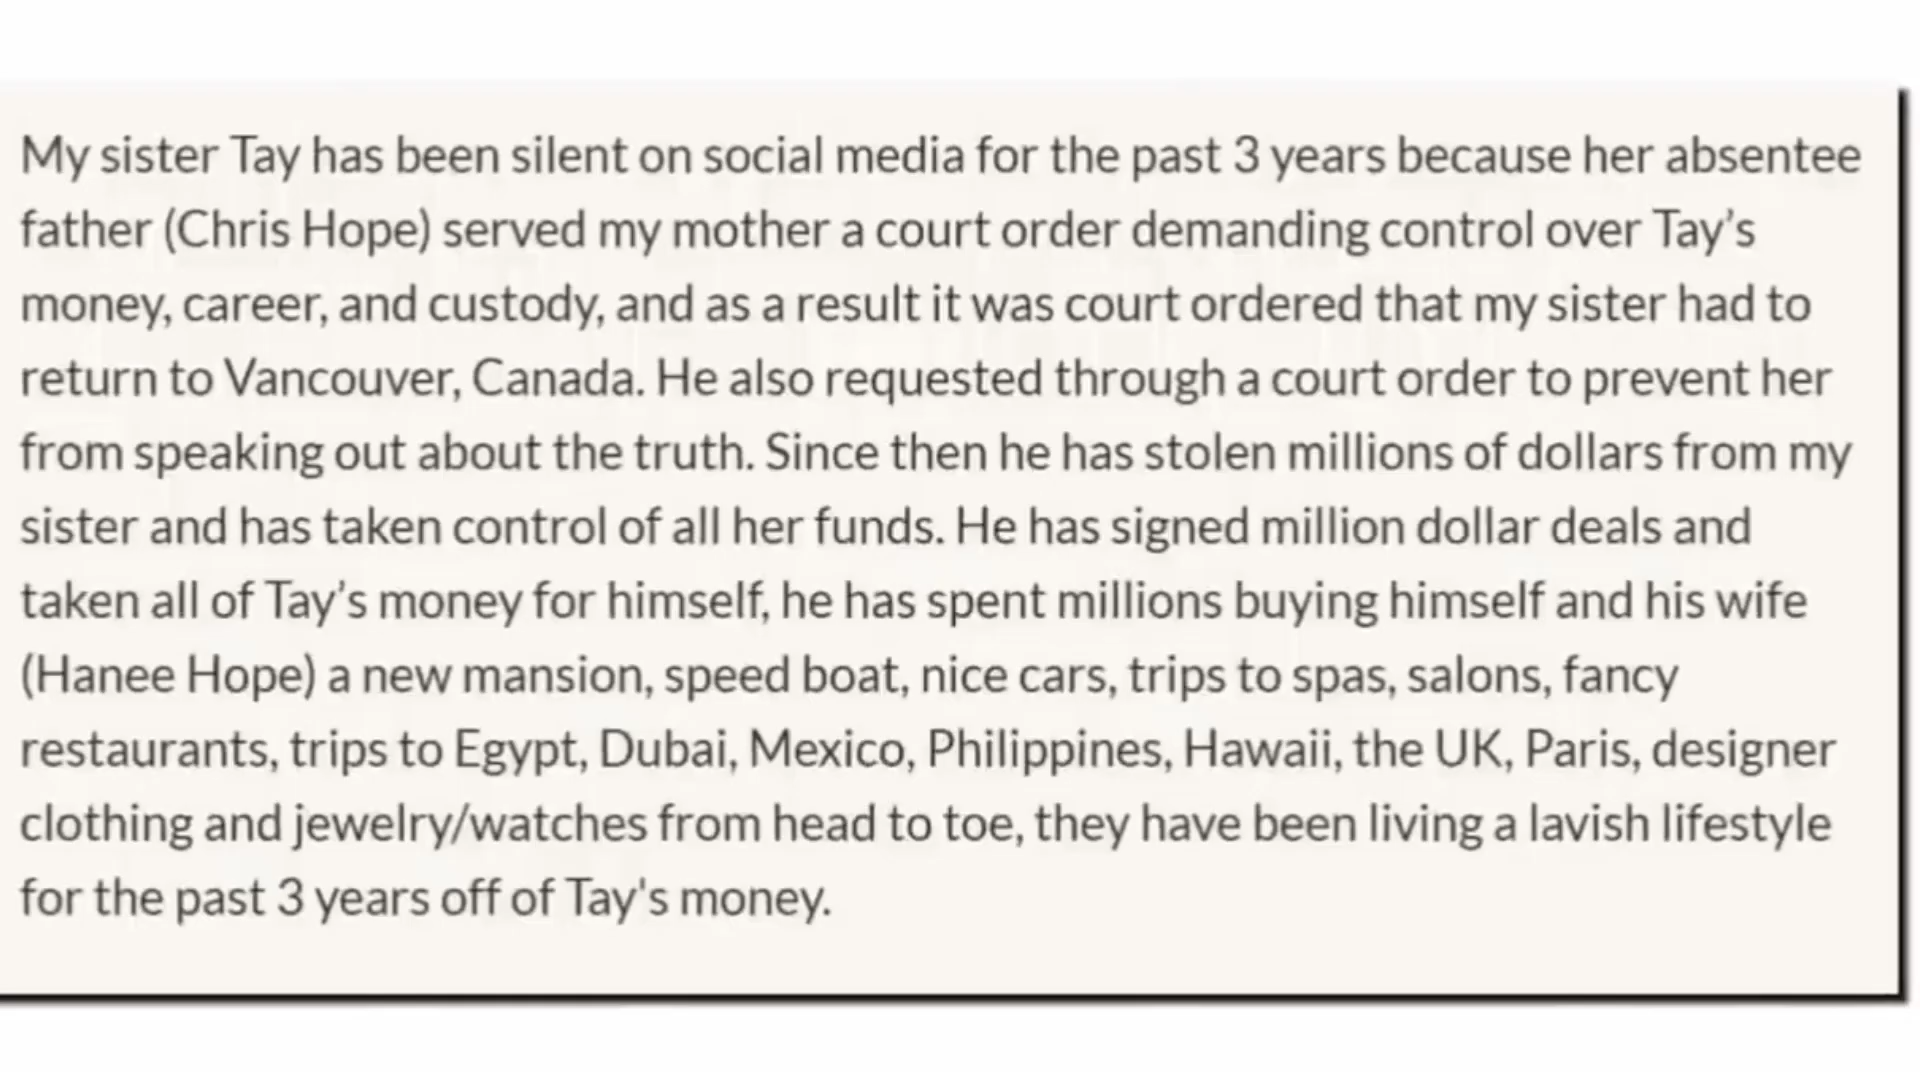 My sister Tay has been silent on social media for the past 3 years because her absentee
father (Chris Hope) served my mother a court order demanding control over Tay’s
money, career, and custody, and as a result it was court ordered that my sister had to
return to Vancouver, Canada. He also requested through a court order to prevent her
from speaking out about the truth. Since then he has stolen millions of dollars from my
sister and has taken control of all her funds. He has signed million dollar deals and
taken all of Tay’s money for himself, he has spent millions buying himself and his wife
(Hanee Hope) a new mansion, speed boat, nice cars, trips to spas, salons, fancy
restaurants, trips to Egypt, Dubai, Mexico, Philippines, Hawaii, the UK, Paris, designer
clothing and jewelry/watches from head to toe, they have been living a lavish lifestyle
for the past 3 years off of Tay's money.